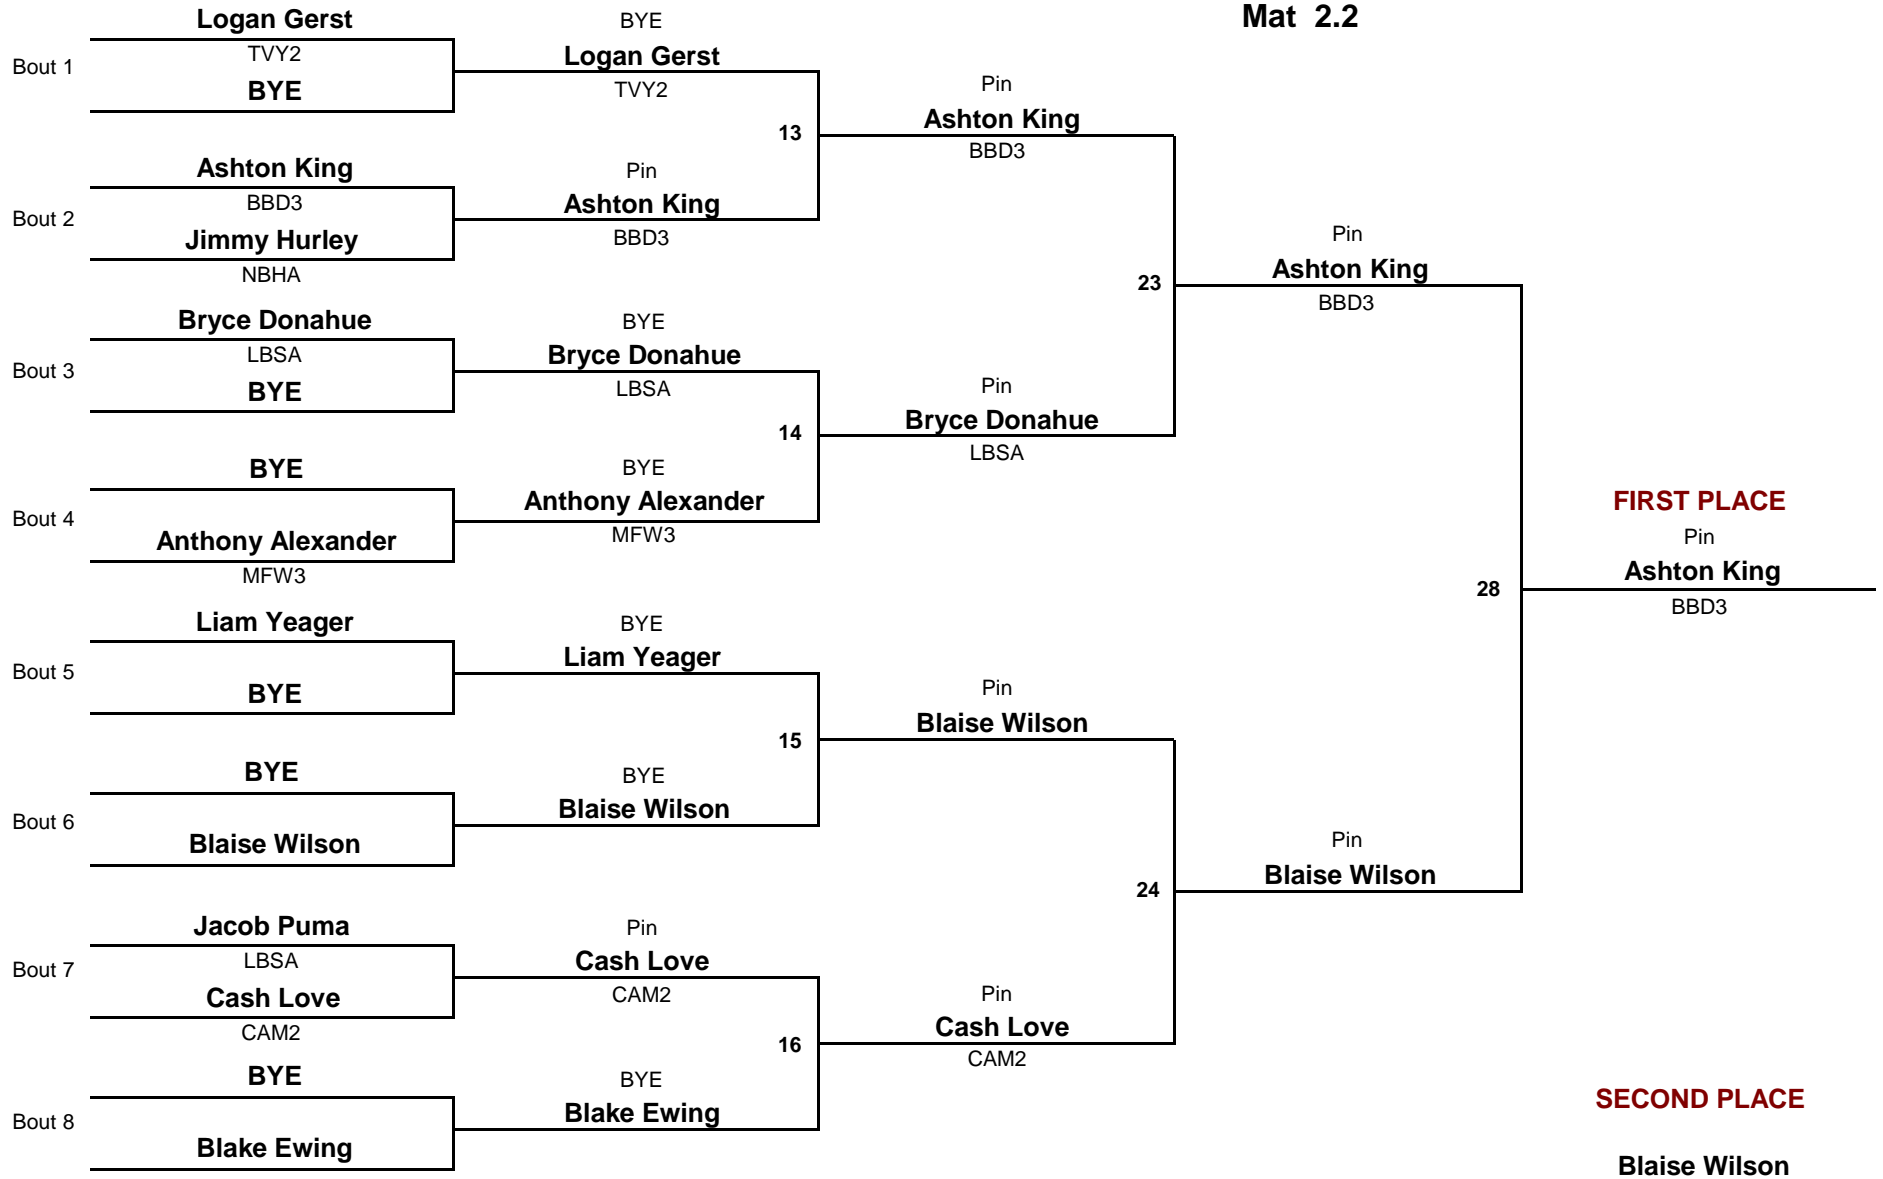 Mat 2.2
Logan Gerst
Bout 1
TVY2
BYE
Ashton King
Bout 2
BBD3
Jimmy Hurley
NBHA
Bryce Donahue
Bout 3
LBSA
BYE
BYE
Bout 4
Anthony Alexander
MFW3
Liam Yeager
Bout 5
BYE
BYE
Bout 6
Blaise Wilson
Jacob Puma
Bout 7
LBSA
Cash Love
CAM2
BYE
Bout 8
Blake Ewing
BYE
Logan Gerst
TVY2
13
Pin
Ashton King
BBD3
BYE
Bryce Donahue
LBSA
14
BYE
Anthony Alexander
MFW3
BYE
Liam Yeager
15
BYE
Blaise Wilson
Pin
Cash Love
CAM2
16
BYE
Blake Ewing
Pin
Ashton King
BBD3
23
Pin
Bryce Donahue
LBSA
Pin
Blaise Wilson
24
Pin
Cash Love
CAM2
Pin
Ashton King
BBD3
28
Pin
Blaise Wilson
FIRST PLACE
Pin
Ashton King
BBD3
SECOND PLACE
Blaise Wilson